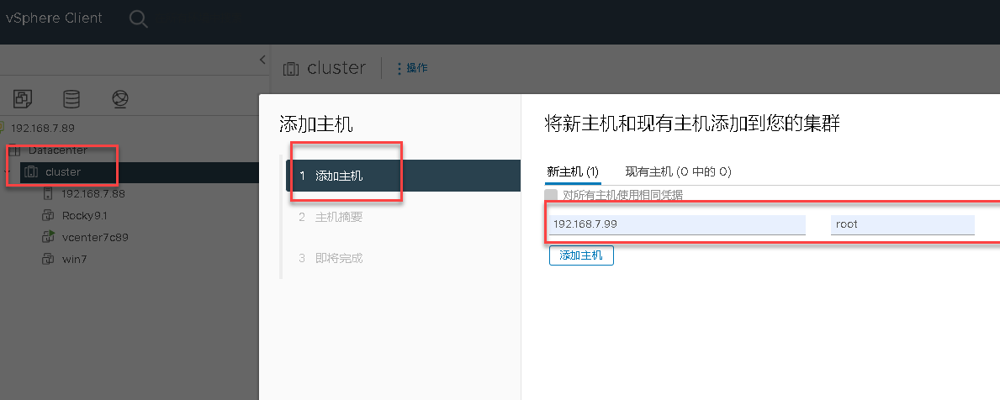 vSphere Client
cluster
操作
192.168.7.89
Datacenter
cluster
192.168.7.88
Rocky9.1
vcenter7c89
win7
添加主机
1 添加主机
2 主机摘要
3 即将完成
将新主机和现有主机添加到您的集群
新主机 (1) 现有主机 (0 中的 0)
对所有主机使用相同凭据
192.168.7.99 root
添加主机